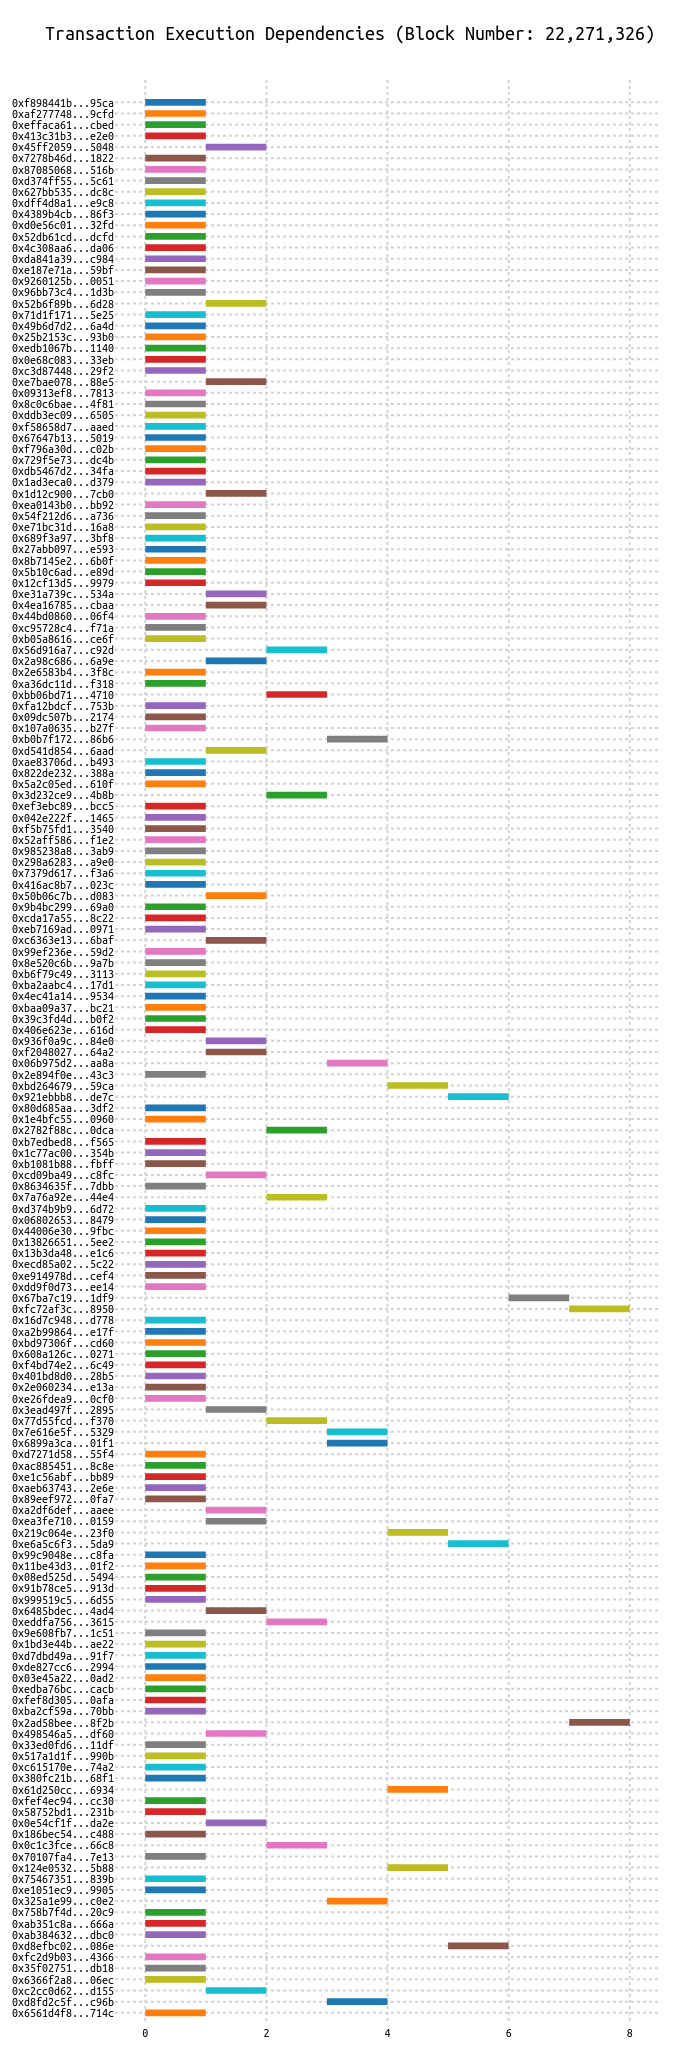 Transaction Execution Dependencies (Block Number: 22,271,326)
0xf898441b...95ca
0xaf277748...9cfd
0xeffaca61...cbed
0x413c31b3...e2e0
0x45ff2059...5048
0x7278b46d...1822
0x87085068...516b
0xd374ff55...5c61
0x627bb535...dc8c
0xdff4d8a1...e9c8
0x4389b4cb...86f3
0xd0e56c01...32fd
0x52db61cd...dcfd
0x4c308aa6...da06
0xda841a39...c984
0xe187e71a...59bf
0x9260125b...0051
0x96bb73c4...1d3b
0x52b6f89b...6d28
0x71d1f171...5e25
0x49b6d7d2...6a4d
0x25b2153c...93b0
0xedb1067b...1140
0x0e68c083...33eb
0xc3d87448...29f2
0xe7bae078...88e5
0x09313ef8...7813
0x8c0c6bae...4f81
0xddb3ec09...6505
0xf58658d7...aaed
0x67647b13...5019
0xf796a30d...c02b
0x729f5e73...dc4b
0xdb5467d2...34fa
0x1ad3eca0...d379
0x1d12c900...7cb0
0xea0143b0...bb92
0x54f212d6...a736
0xe71bc31d...16a8
0x689f3a97...3bf8
0x27abb097...e593
0x8b7145e2...6b0f
0x5b10c6ad...e89d
0x12cf13d5...9979
0xe31a739c...534a
0x4ea16785...cbaa
0x44bd0860...06f4
0xc95728c4...f71a
0xb05a8616...ce6f
0x56d916a7...c92d
0x2a98c686...6a9e
0x2e6583b4...3f8c
0xa36dc11d...f318
0xbb06bd71...4710
0xfa12bdcf...753b
0x09dc507b...2174
0x107a0635...b27f
0xb0b7f172...86b6
0xd541d854...6aad
0xae83706d...b493
0x822de232...388a
0x5a2c05ed...610f
0x3d232ce9...4b8b
0xef3ebc89...bcc5
0x042e222f...1465
0xf5b75fd1...3540
0x52aff586...f1e2
0x985238a8...3ab9
0x298a6283...a9e0
0x7379d617...f3a6
0x416ac8b7...023c
0x50b06c7b...d083
0x9b4bc299...69a0
0xcda17a55...8c22
0xeb7169ad...0971
0xc6363e13...6baf
0x99ef236e...59d2
0x8e520c6b...9a7b
0xb6f79c49...3113
0xba2aabc4...17d1
0x4ec41a14...9534
0xbaa09a37...bc21
0x39c3fd4d...b0f2
0x406e623e...616d
0x936f0a9c...84e0
0xf2048027...64a2
0x06b975d2...aa8a
0x2e894f0e...43c3
0xbd264679...59ca
0x921ebbb8...de7c
0x80d685aa...3df2
0x1e4bfc55...0960
0x2782f88c...0dca
0xb7edbed8...f565
0x1c77ac00...354b
0xb1081b88...fbff
0xcd09ba49...c8fc
0x8634635f...7dbb
0x7a76a92e...44e4
0xd374b9b9...6d72
0x06802653...8479
0x44006e30...9fbc
0x13826651...5ee2
0x13b3da48...e1c6
0xecd85a02...5c22
0xe914978d...cef4
0xdd9f0d73...ee14
0x67ba7c19...1df9
0xfc72af3c...8950
0x16d7c948...d778
0xa2b99864...e17f
0xbd97306f...cd60
0x608a126c...0271
0xf4bd74e2...6c49
0x401bd8d0...28b5
0x2e060234...e13a
0xe26fdea9...0cf0
0x3ead497f...2895
0x77d55fcd...f370
0x7e616e5f...5329
0x6899a3ca...01f1
0xd7271d58...55f4
0xac885451...8c8e
0xe1c56abf...bb89
0xaeb63743...2e6e
0x89eef972...0fa7
0xa2df6def...aaee
0xea3fe710...0159
0x219c064e...23f0
0xe6a5c6f3...5da9
0x99c9048e...c8fa
0x11be43d3...01f2
0x08ed525d...5494
0x91b78ce5...913d
0x999519c5...6d55
0x6485bdec...4ad4
0xeddfa756...3615
0x9e608fb7...1c51
0x1bd3e44b...ae22
0xd7dbd49a...91f7
0xde827cc6...2994
0x03e45a22...0ad2
0xedba76bc...cacb
0xfef8d305...0afa
0xba2cf59a...70bb
0x2ad58bee...8f2b
0x498546a5...df60
0x33ed0fd6...11df
0x517a1d1f...990b
0xc615170e...74a2
0x380fc21b...68f1
0x61d250cc...6934
0xfef4ec94...cc30
0x58752bd1...231b
0x0e54cf1f...da2e
0x186bec54...c488
0x0c1c3fce...66c8
0x70107fa4...7e13
0x124e0532...5b88
0x75467351...839b
0xe1051ec9...9905
0x325a1e99...c0e2
0x758b7f4d...20c9
0xab351c8a...666a
0xab384632...dbc0
0xd8efbc02...086e
0xfc2d9b03...4366
0x35f02751...db18
0x6366f2a8...06ec
0xc2cc0d62...d155
0xd8fd2c5f...c96b
0x6561d4f8...714c
0 2 4 6 8